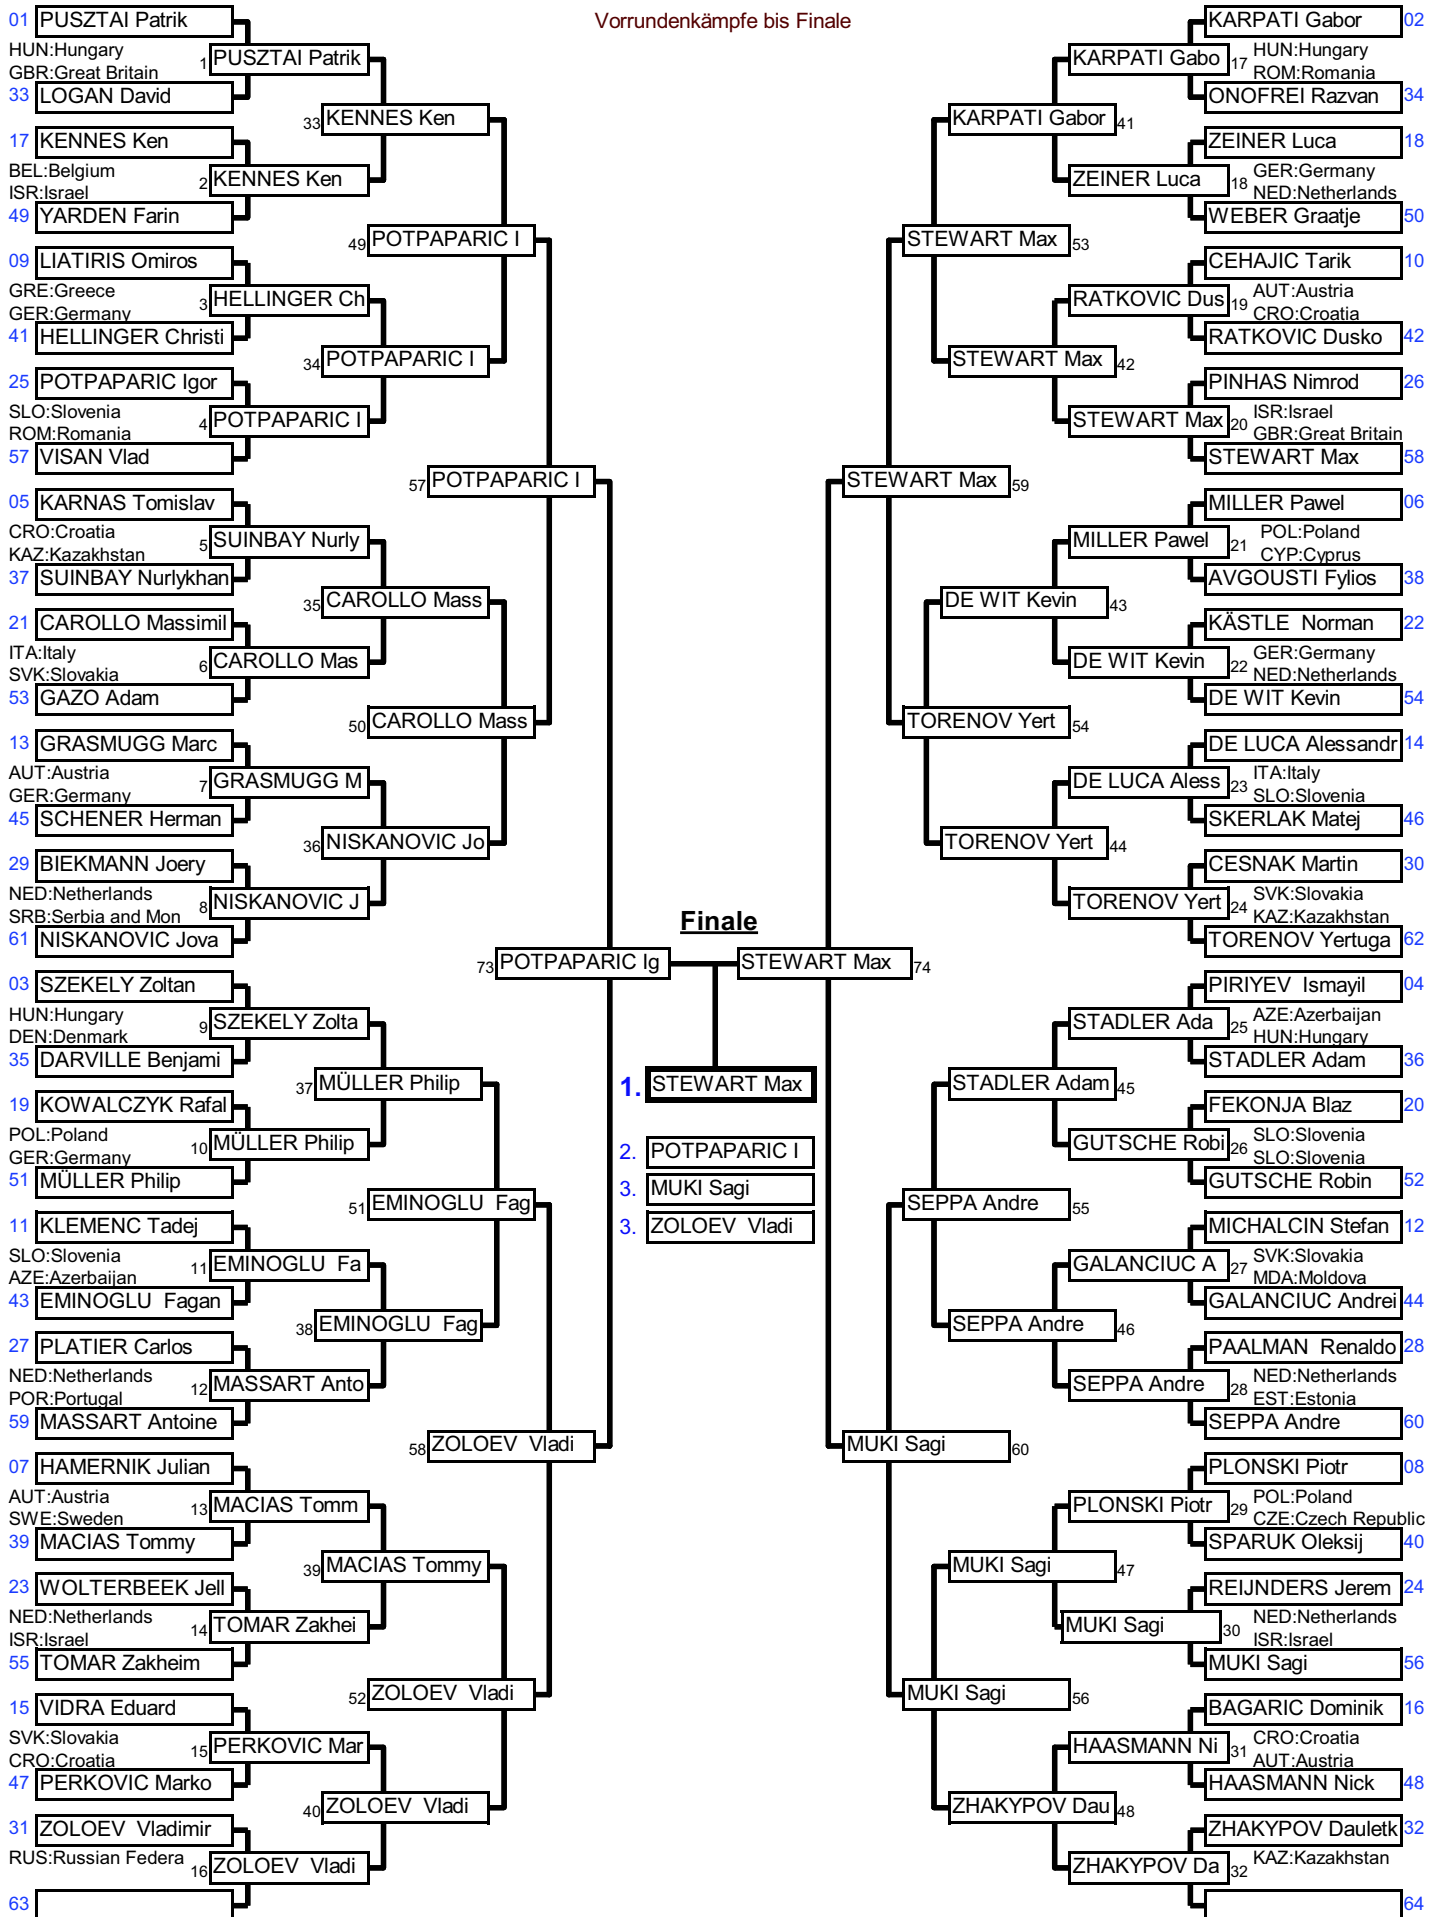 Vorrundenkämpfe bis Finale
01 PUSZTAI Patrik
HUN:Hungary
1 PUSZTAI Patrik
GBR:Great Britain
33 LOGAN David
33 KENNES Ken
17 KENNES Ken
BEL:Belgium
2 KENNES Ken
ISR:Israel
49 YARDEN Farin
49 POTPAPARIC I
09 LIATIRIS Omiros
GRE:Greece
3 HELLINGER Ch
GER:Germany
41 HELLINGER Christi
34 POTPAPARIC I
25 POTPAPARIC Igor
SLO:Slovenia
4 POTPAPARIC I
ROM:Romania
57 VISAN Vlad
57 POTPAPARIC I
05 KARNAS Tomislav
CRO:Croatia
5 SUINBAY Nurly
KAZ:Kazakhstan
37 SUINBAY Nurlykhan
35 CAROLLO Mass
21 CAROLLO Massimil
ITA:Italy
6 CAROLLO Mas
SVK:Slovakia
53 GAZO Adam
50 CAROLLO Mass
13 GRASMUGG Marc
AUT:Austria
7 GRASMUGG M
GER:Germany
45 SCHENER Herman
36 NISKANOVIC Jo
29 BIEKMANN Joery
NED:Netherlands
8 NISKANOVIC J
SRB:Serbia and Mon
61 NISKANOVIC Jova
73 POTPAPARIC Ig
03 SZEKELY Zoltan
HUN:Hungary
9 SZEKELY Zolta
DEN:Denmark
35 DARVILLE Benjami
37 MÜLLER Philip
19 KOWALCZYK Rafal
POL:Poland
10 MÜLLER Philip
GER:Germany
51 MÜLLER Philip
51 EMINOGLU Fag
11 KLEMENC Tadej
SLO:Slovenia
11 EMINOGLU Fa
AZE:Azerbaijan
43 EMINOGLU Fagan
38 EMINOGLU Fag
27 PLATIER Carlos
NED:Netherlands
12 MASSART Anto
POR:Portugal
59 MASSART Antoine
58 ZOLOEV Vladi
07 HAMERNIK Julian
AUT:Austria
13 MACIAS Tomm
SWE:Sweden
39 MACIAS Tommy
39 MACIAS Tommy
23 WOLTERBEEK Jell
NED:Netherlands
14 TOMAR Zakhei
ISR:Israel
55 TOMAR Zakheim
52 ZOLOEV Vladi
15 VIDRA Eduard
SVK:Slovakia
15 PERKOVIC Mar
CRO:Croatia
47 PERKOVIC Marko
40 ZOLOEV Vladi
31 ZOLOEV Vladimir
RUS:Russian Federa
16 ZOLOEV Vladi
63
Finale
1. STEWART Max
2. POTPAPARIC I
3. MUKI Sagi
3. ZOLOEV Vladi
KARPATI Gabor 02
HUN:Hungary
KARPATI Gabo 17
ROM:Romania
ONOFREI Razvan 34
KARPATI Gabor 41
ZEINER Luca 18
GER:Germany
ZEINER Luca 18
NED:Netherlands
WEBER Graatje 50
STEWART Max 53
CEHAJIC Tarik 10
AUT:Austria
RATKOVIC Dus 19
CRO:Croatia
RATKOVIC Dusko 42
STEWART Max 42
PINHAS Nimrod 26
ISR:Israel
STEWART Max 20
GBR:Great Britain
STEWART Max 58
STEWART Max 59
MILLER Pawel 06
POL:Poland
MILLER Pawel 21
CYP:Cyprus
AVGOUSTI Fylios 38
DE WIT Kevin 43
KÄSTLE Norman 22
GER:Germany
DE WIT Kevin 22
NED:Netherlands
DE WIT Kevin 54
TORENOV Yert 54
DE LUCA Alessandr 14
ITA:Italy
DE LUCA Aless 23
SLO:Slovenia
SKERLAK Matej 46
TORENOV Yert 44
CESNAK Martin 30
SVK:Slovakia
TORENOV Yert 24
KAZ:Kazakhstan
TORENOV Yertuga 62
STEWART Max 74
PIRIYEV Ismayil 04
AZE:Azerbaijan
STADLER Ada 25
HUN:Hungary
STADLER Adam 36
STADLER Adam 45
FEKONJA Blaz 20
SLO:Slovenia
GUTSCHE Robi 26
SLO:Slovenia
GUTSCHE Robin 52
SEPPA Andre 55
MICHALCIN Stefan 12
SVK:Slovakia
GALANCIUC A 27
MDA:Moldova
GALANCIUC Andrei 44
SEPPA Andre 46
PAALMAN Renaldo 28
NED:Netherlands
SEPPA Andre 28
EST:Estonia
SEPPA Andre 60
MUKI Sagi 60
PLONSKI Piotr 08
POL:Poland
PLONSKI Piotr 29
CZE:Czech Republic
SPARUK Oleksij 40
MUKI Sagi 47
REIJNDERS Jerem 24
NED:Netherlands
MUKI Sagi 30
ISR:Israel
MUKI Sagi 56
MUKI Sagi 56
BAGARIC Dominik 16
CRO:Croatia
HAASMANN Ni 31
AUT:Austria
HAASMANN Nick 48
ZHAKYPOV Dau 48
ZHAKYPOV Dauletk 32
KAZ:Kazakhstan
ZHAKYPOV Da 32
64